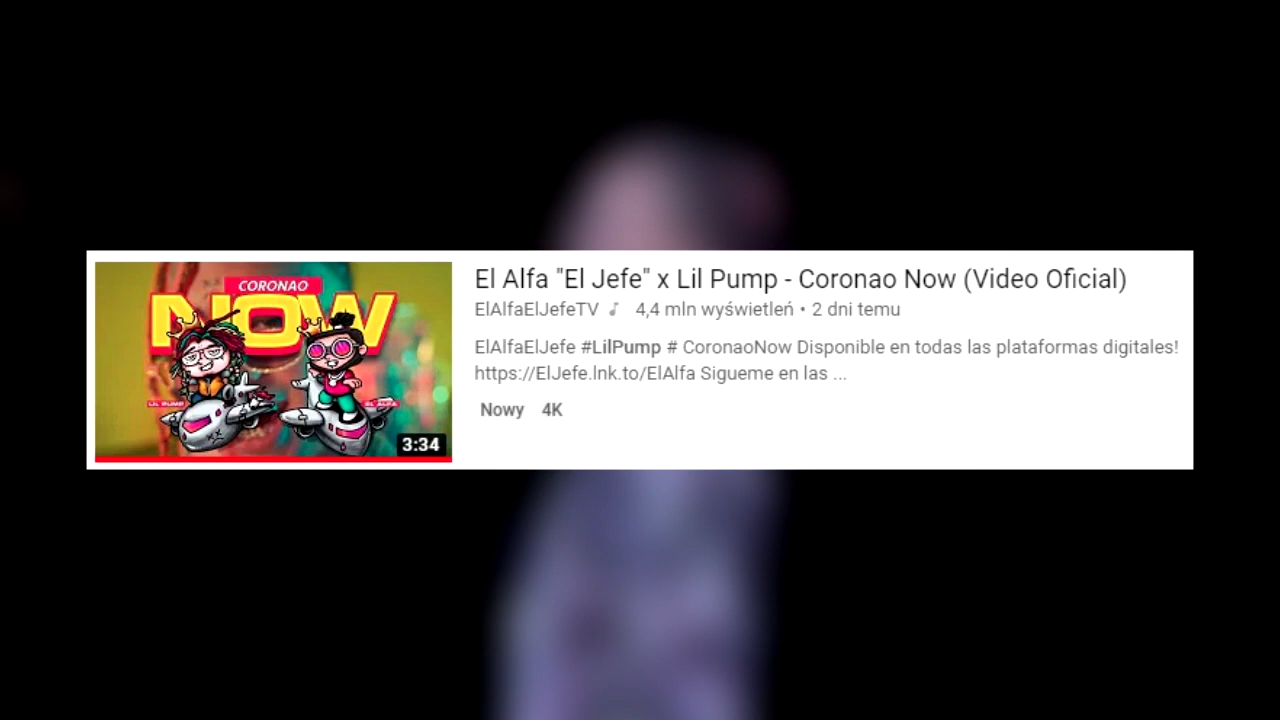 CORONAO
NOW
LIL PUMP
EL ALFA
3:34
El Alfa "El Jefe" x Lil Pump - Coronao Now (Video Oficial)
ElAlfaElJefeTV 4,4 mln wyświetleń • 2 dni temu
ElAlfaElJefe #LilPump # CoronaoNow Disponible en todas las plataformas digitales!
https://ElJefe.lnk.to/ElAlfa Sigueme en las ...
Nowy 4K